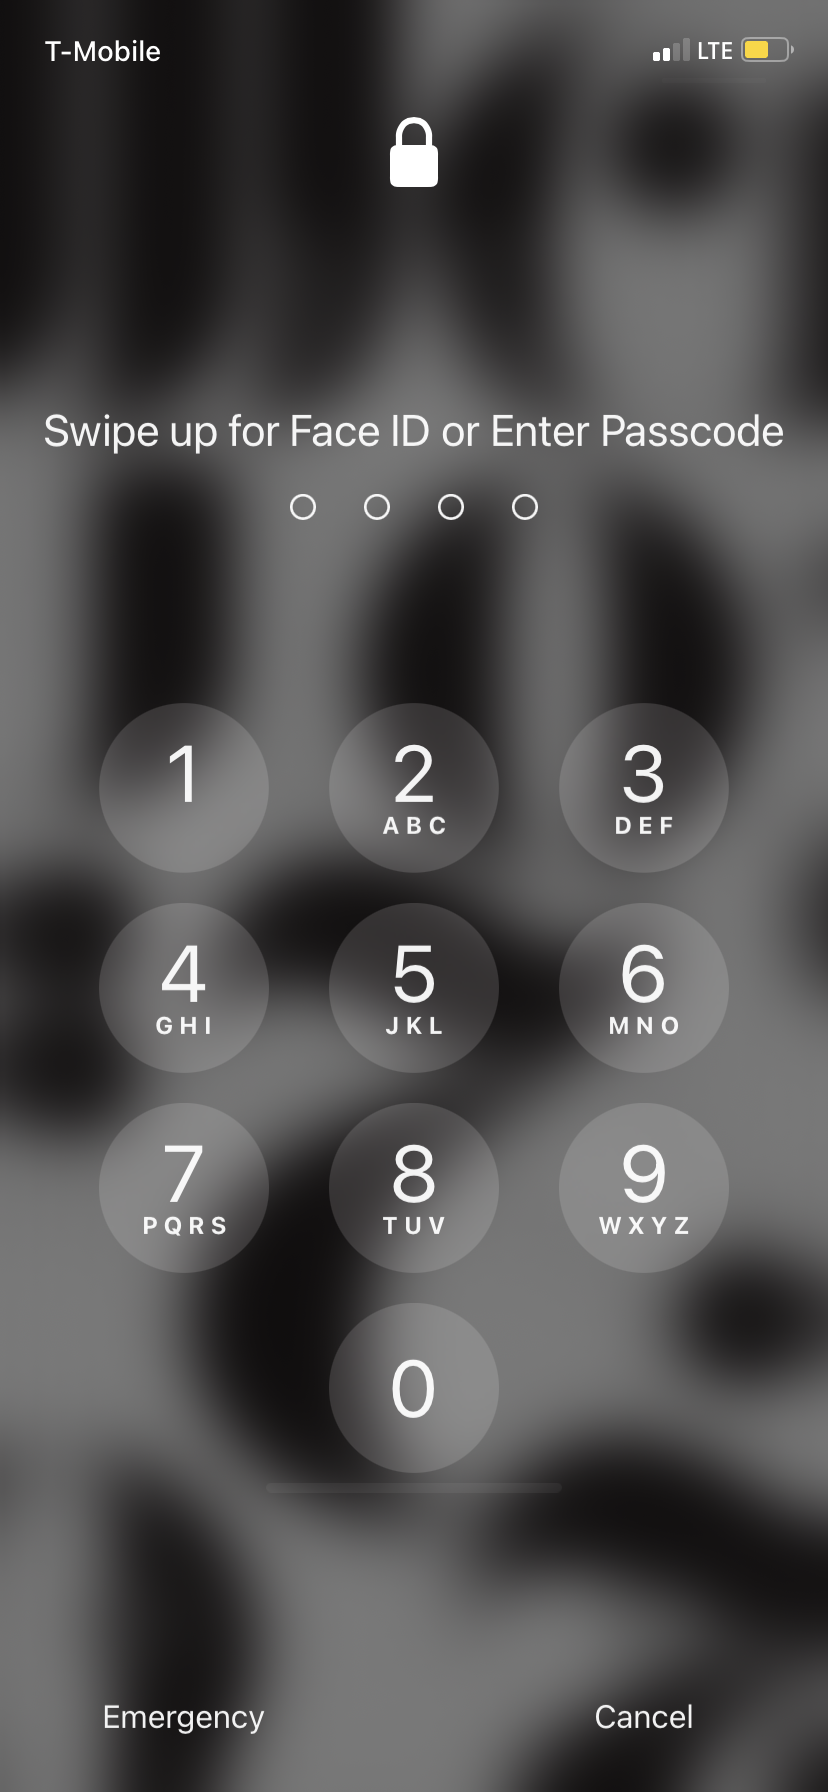 T-Mobile LTE
Swipe up for Face ID or Enter Passcode
1 2 3
ABC DEF
4 5 6
GHI JKL MNO
7 8 9
PQRS TUV WXYZ
0
Emergency Cancel